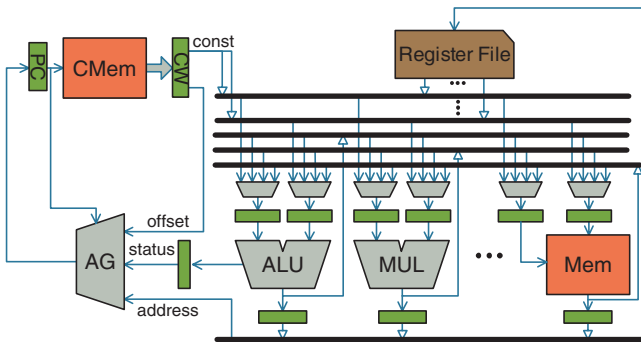 const
PC
CMem
CW
Register File
offset
status
AG
address
ALU
MUL
Mem